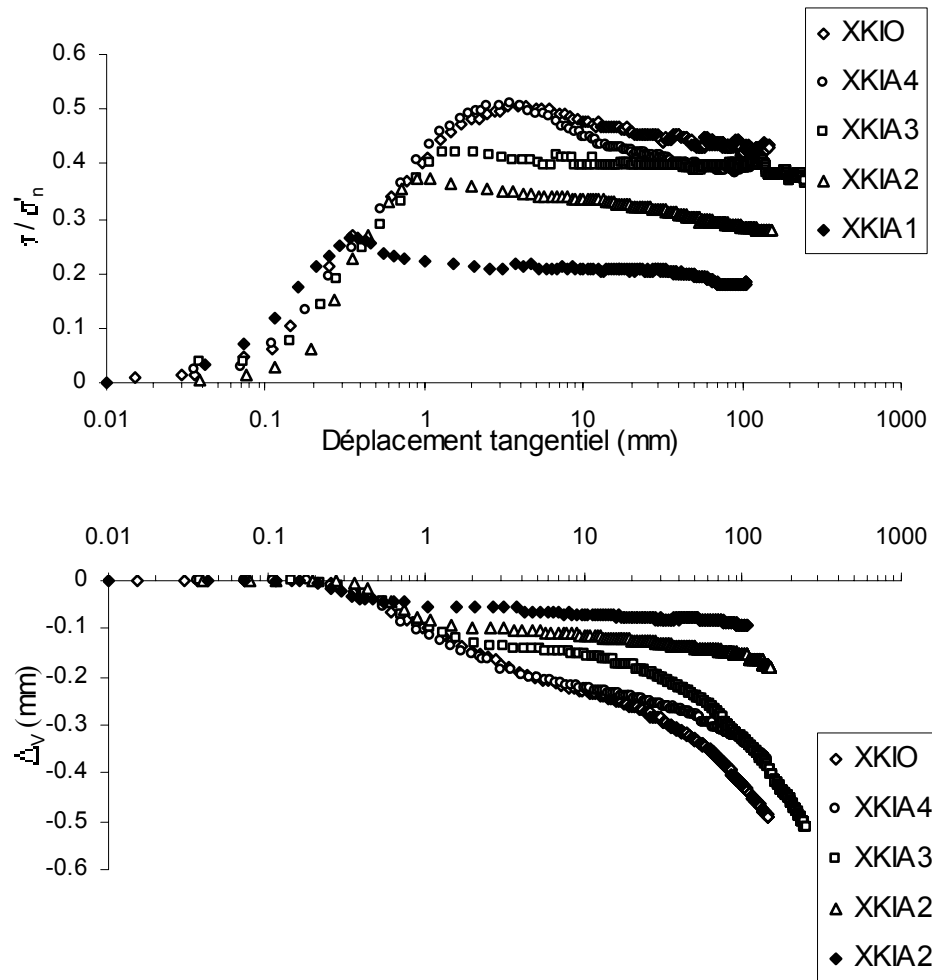 0.6
0.5
0.4
0.3
0.2
0.1
0
τ / σ'n
0.01 0.1 1 10 100 1000
Déplacement tangentiel (mm)
XKIO
XKIA4
XKIA3
XKIA2
XKIA1
0.01 0.1 1 10 100 1000
0
-0.1
-0.2
-0.3
-0.4
-0.5
-0.6
Δv (mm)
XKIO
XKIA4
XKIA3
XKIA2
XKIA2